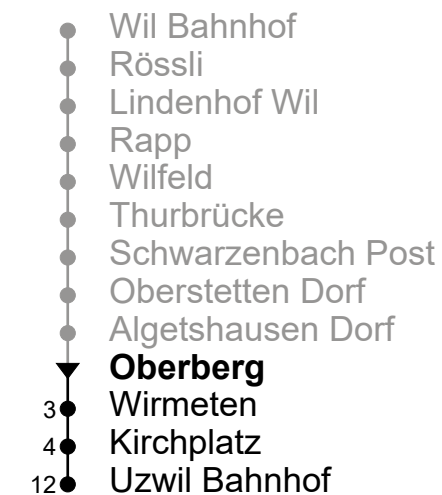 Wil Bahnhof
Rössli
Lindenhof Wil
Rapp
Wilfeld
Thurbrücke
Schwarzenbach Post
Oberstetten Dorf
Algetshausen Dorf
Oberberg
3 Wirmeten
4 Kirchplatz
12 Uzwil Bahnhof